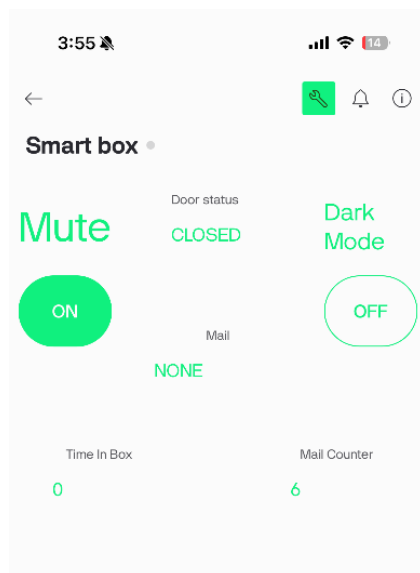 3:55
14
Smart box
Door status
Mute
CLOSED
Dark
Mode
ON
OFF
Mail
NONE
Time In Box
Mail Counter
0
6